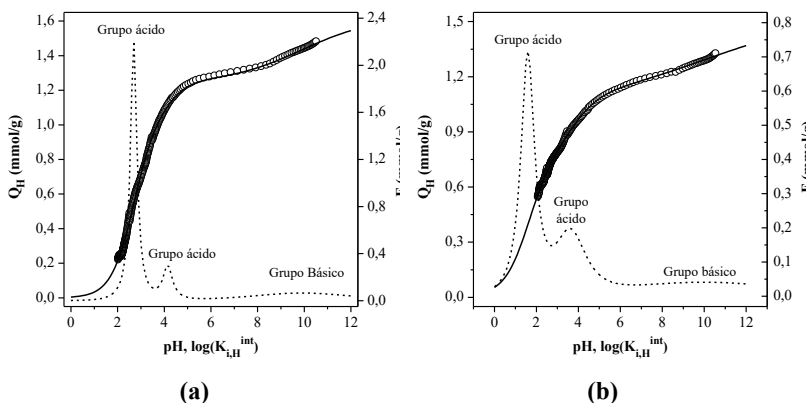 1,6
1,4
1,2
1,0
0,8
0,6
0,4
0,2
0,0
Q_H (mmol/g)
Grupo ácido
Grupo ácido
Grupo Básico
2,4
2,0
1,6
1,2
0,8
0,4
0,0
0 2 4 6 8 10 12
pH, log(K_{i,H}^{int})
(a)
1,5
1,2
0,9
0,6
0,3
0,0
Q_H (mmol/g)
Grupo ácido
Grupo
ácido
Grupo básico
0,8
0,7
0,6
0,5
0,4
0,3
0,2
0,1
0,0
0 2 4 6 8 10 12
pH, log(K_{i,H}^{int})
(b)